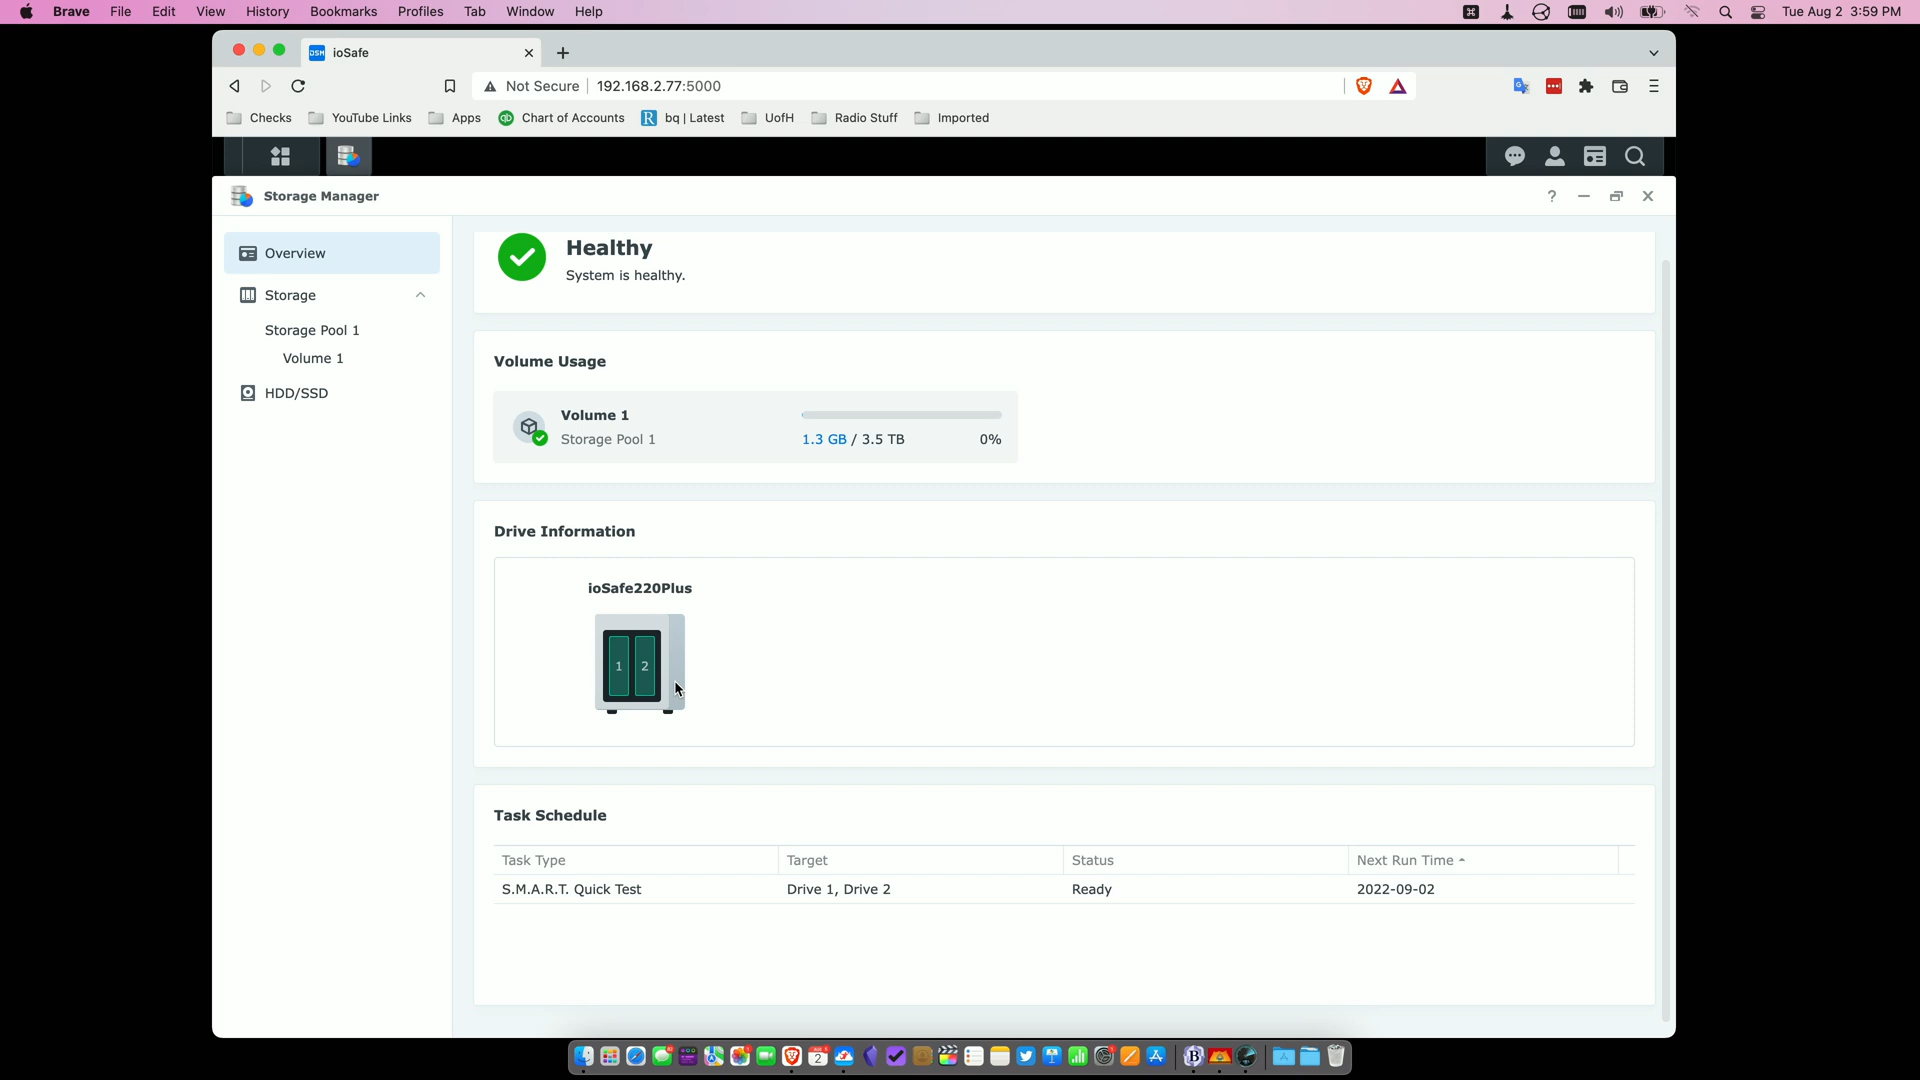 Brave File Edit View History Bookmarks Profiles Tab Window Help Tue Aug 2 3:59 PM
DSM ioSafe
Not Secure 192.168.2.77:5000
Checks YouTube Links Apps qb Chart of Accounts R bq | Latest UofH Radio Stuff Imported
Storage Manager ?
Overview
Storage
Storage Pool 1
Volume 1
HDD/SSD
Healthy
System is healthy.
Volume Usage
Volume 1
Storage Pool 1 1.3 GB / 3.5 TB 0%
Drive Information
ioSafe220Plus
1 2
Task Schedule
Task Type Target Status Next Run Time
S.M.A.R.T. Quick Test Drive 1, Drive 2 Ready 2022-09-02